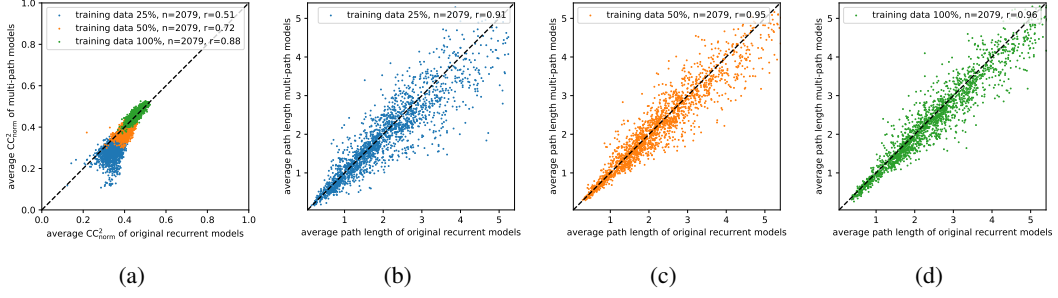 training data 25%, n=2079, r=0.51
training data 50%, n=2079, r=0.72
training data 100%, n=2079, r=0.88
average CC²norm of multi-path models
1.0
0.8
0.6
0.4
0.2
0.0
0.0 0.2 0.4 0.6 0.8 1.0
average CC²norm of original recurrent models
(a)
training data 25%, n=2079, r=0.91
average path length multi-path models
5
4
3
2
1
1 2 3 4 5
average path length of original recurrent models
(b)
training data 50%, n=2079, r=0.95
average path length multi-path models
5
4
3
2
1
1 2 3 4 5
average path length of original recurrent models
(c)
training data 100%, n=2079, r=0.96
average path length multi-path models
5
4
3
2
1
1 2 3 4 5
average path length of original recurrent models
(d)